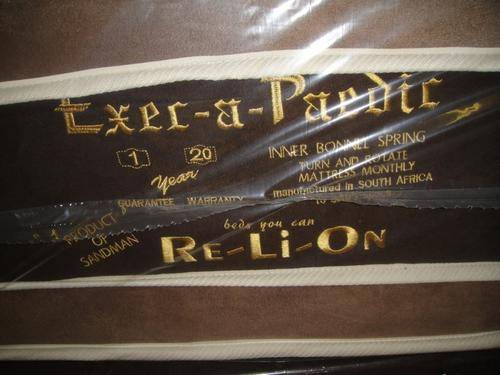 Exec-a-Paedic
1 20
Year
GUARANTEE WARRANTY
INNER BONNEL SPRING
TURN AND ROTATE
MATTRESS MONTHLY
manufactured in SOUTH AFRICA
PRODUCT
OF
SANDMAN
beds you can
RE-LI-ON